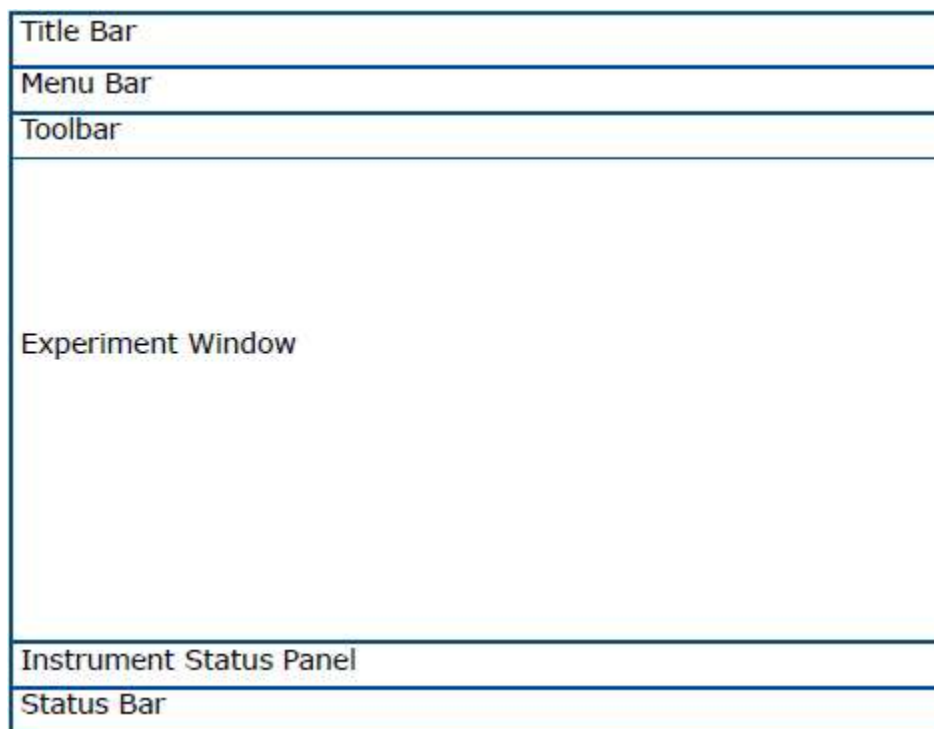 Title Bar
Menu Bar
Toolbar
Experiment Window
Instrument Status Panel
Status Bar